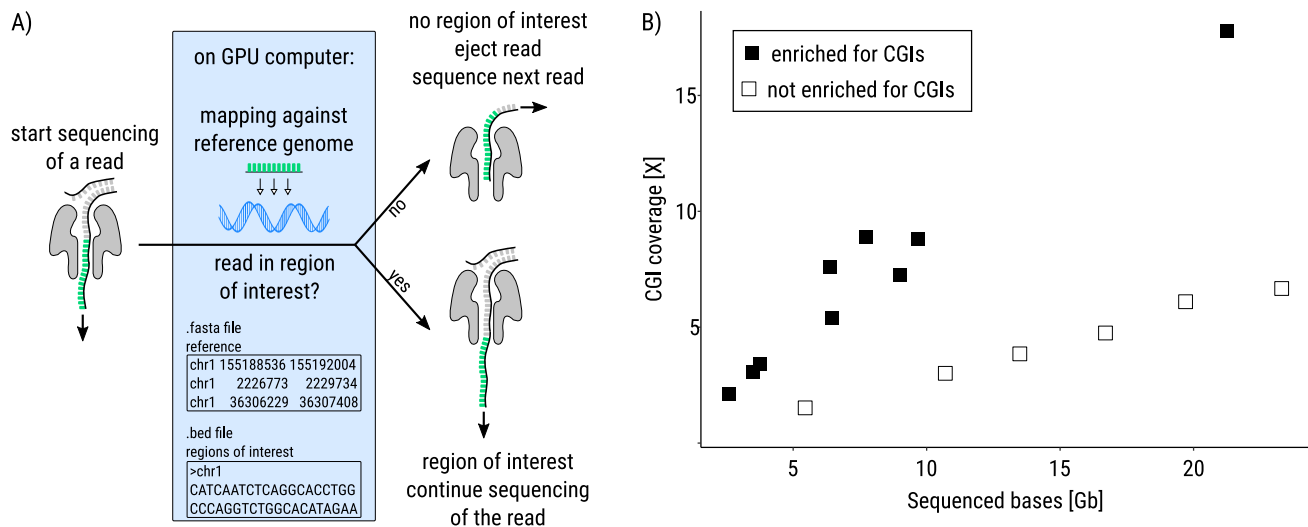 A)
start sequencing
of a read
on GPU computer:
mapping against
reference genome
read in region
of interest?
.fasta file
reference
chr1 155188536 155192004
chr1 2226773 2229734
chr1 36306229 36307408
.bed file
regions of interest
>chr1
CATCAATCTCAGGCACCTGG
CCCAGGTCTGGCACATAGAA
no
yes
no region of interest
eject read
sequence next read
region of interest
continue sequencing
of the read
B)
enriched for CGIs
not enriched for CGIs
CGI coverage [X]
15
10
5
5
10
15
20
Sequenced bases [Gb]